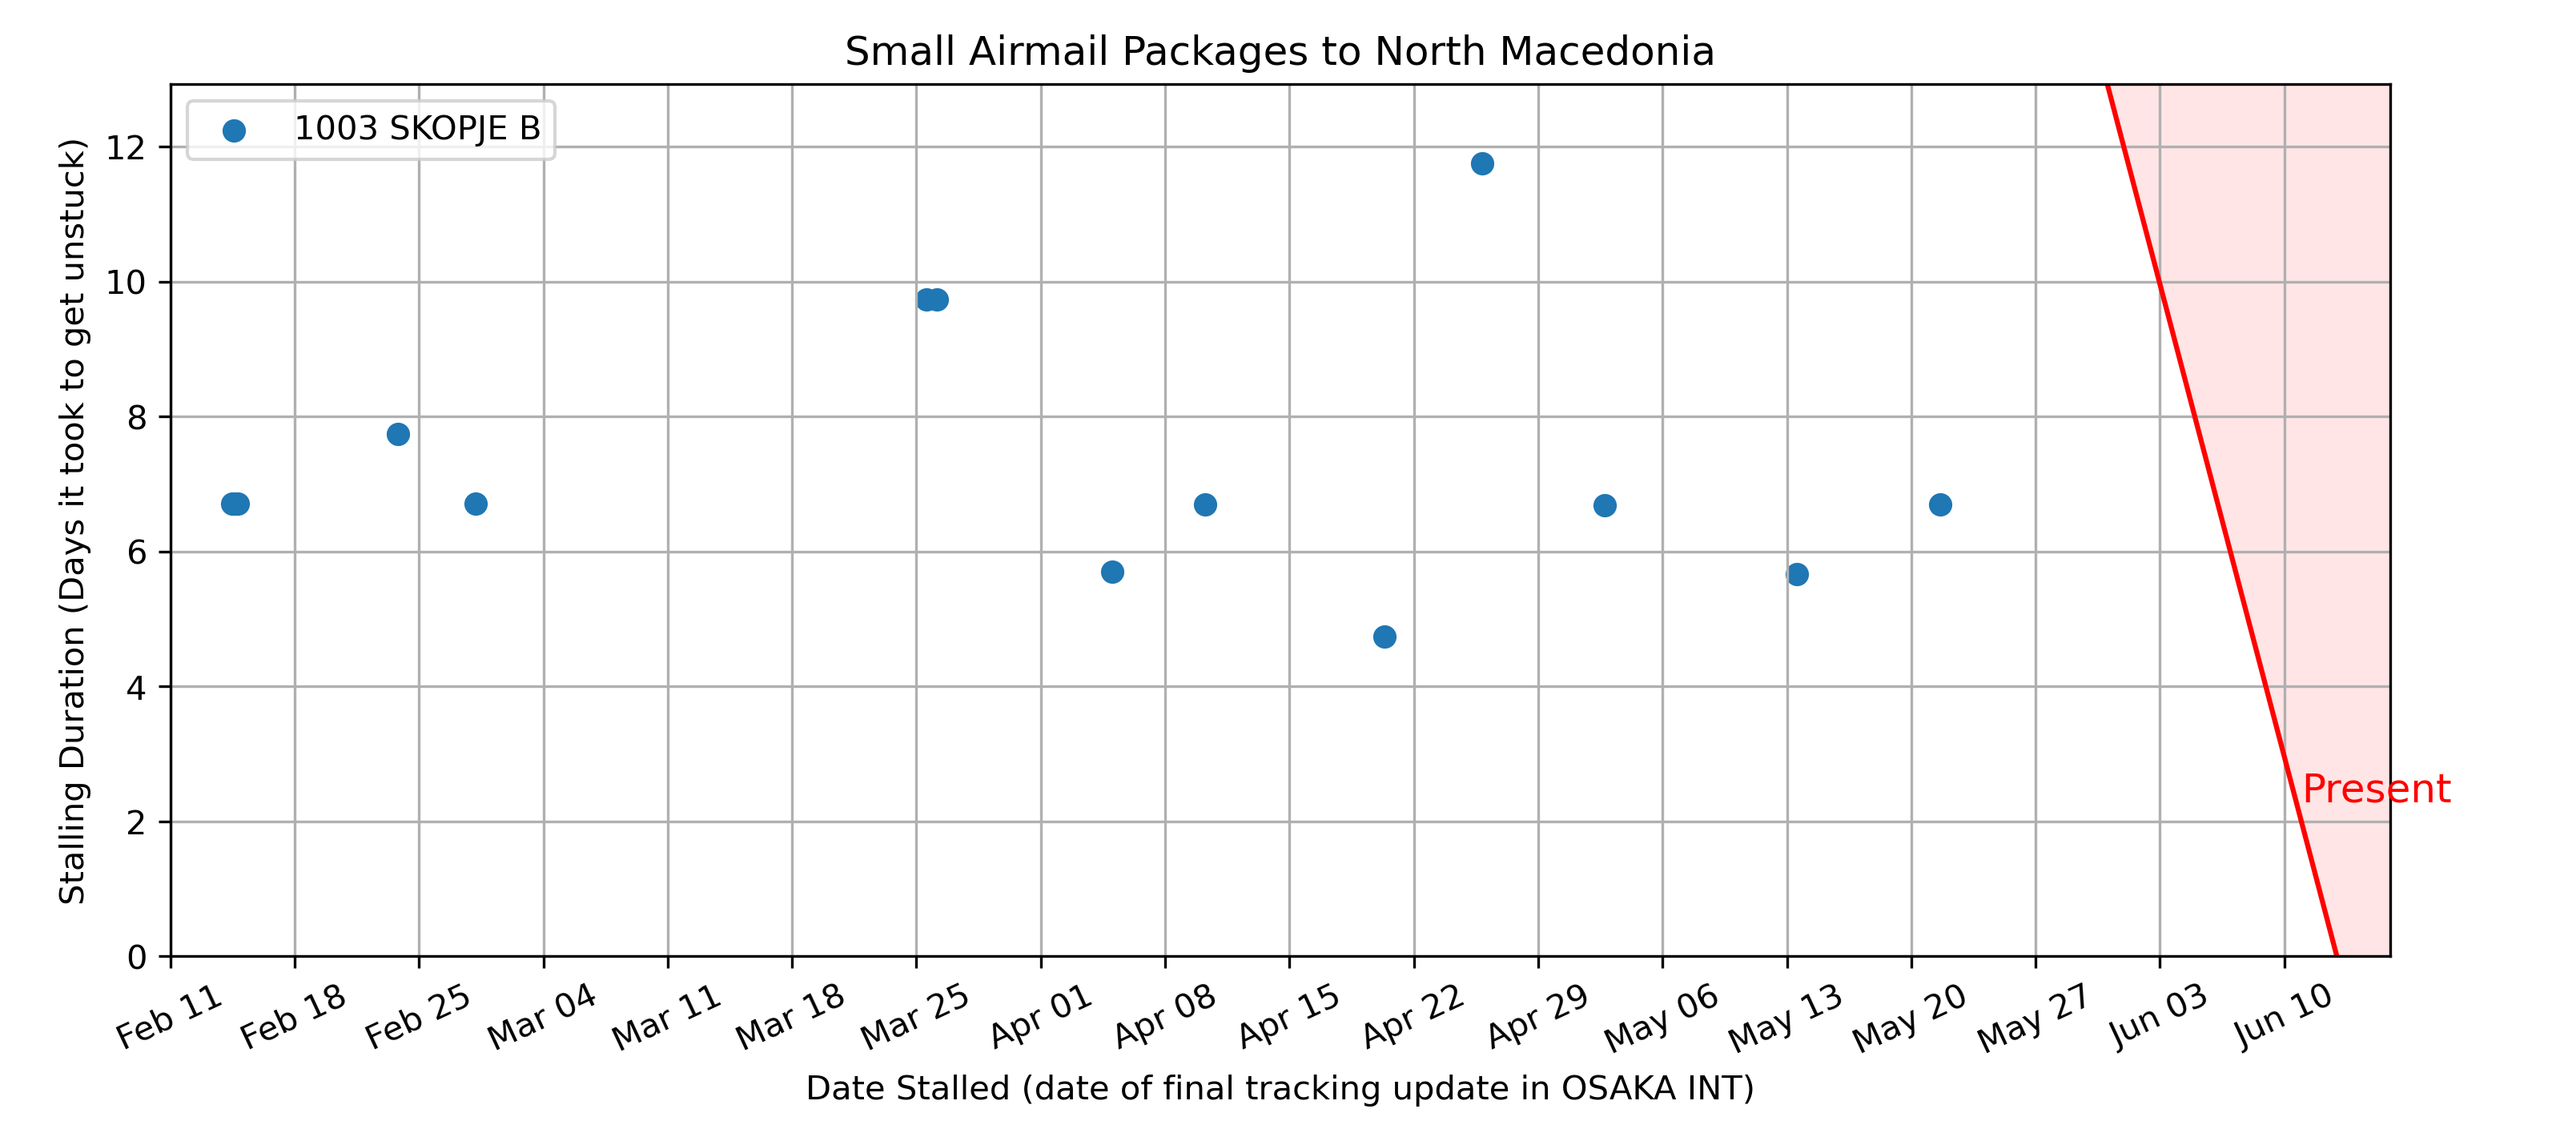 Small Airmail Packages to North Macedonia
1003 SKOPJE B
Stalling Duration (Days it took to get unstuck)
12
10
8
6
4
2
0
Present
Feb 11
Feb 18
Feb 25
Mar 04
Mar 11
Mar 18
Mar 25
Apr 01
Apr 08
Apr 15
Apr 22
Apr 29
May 06
May 13
May 20
May 27
Jun 03
Jun 10
Date Stalled (date of final tracking update in OSAKA INT)